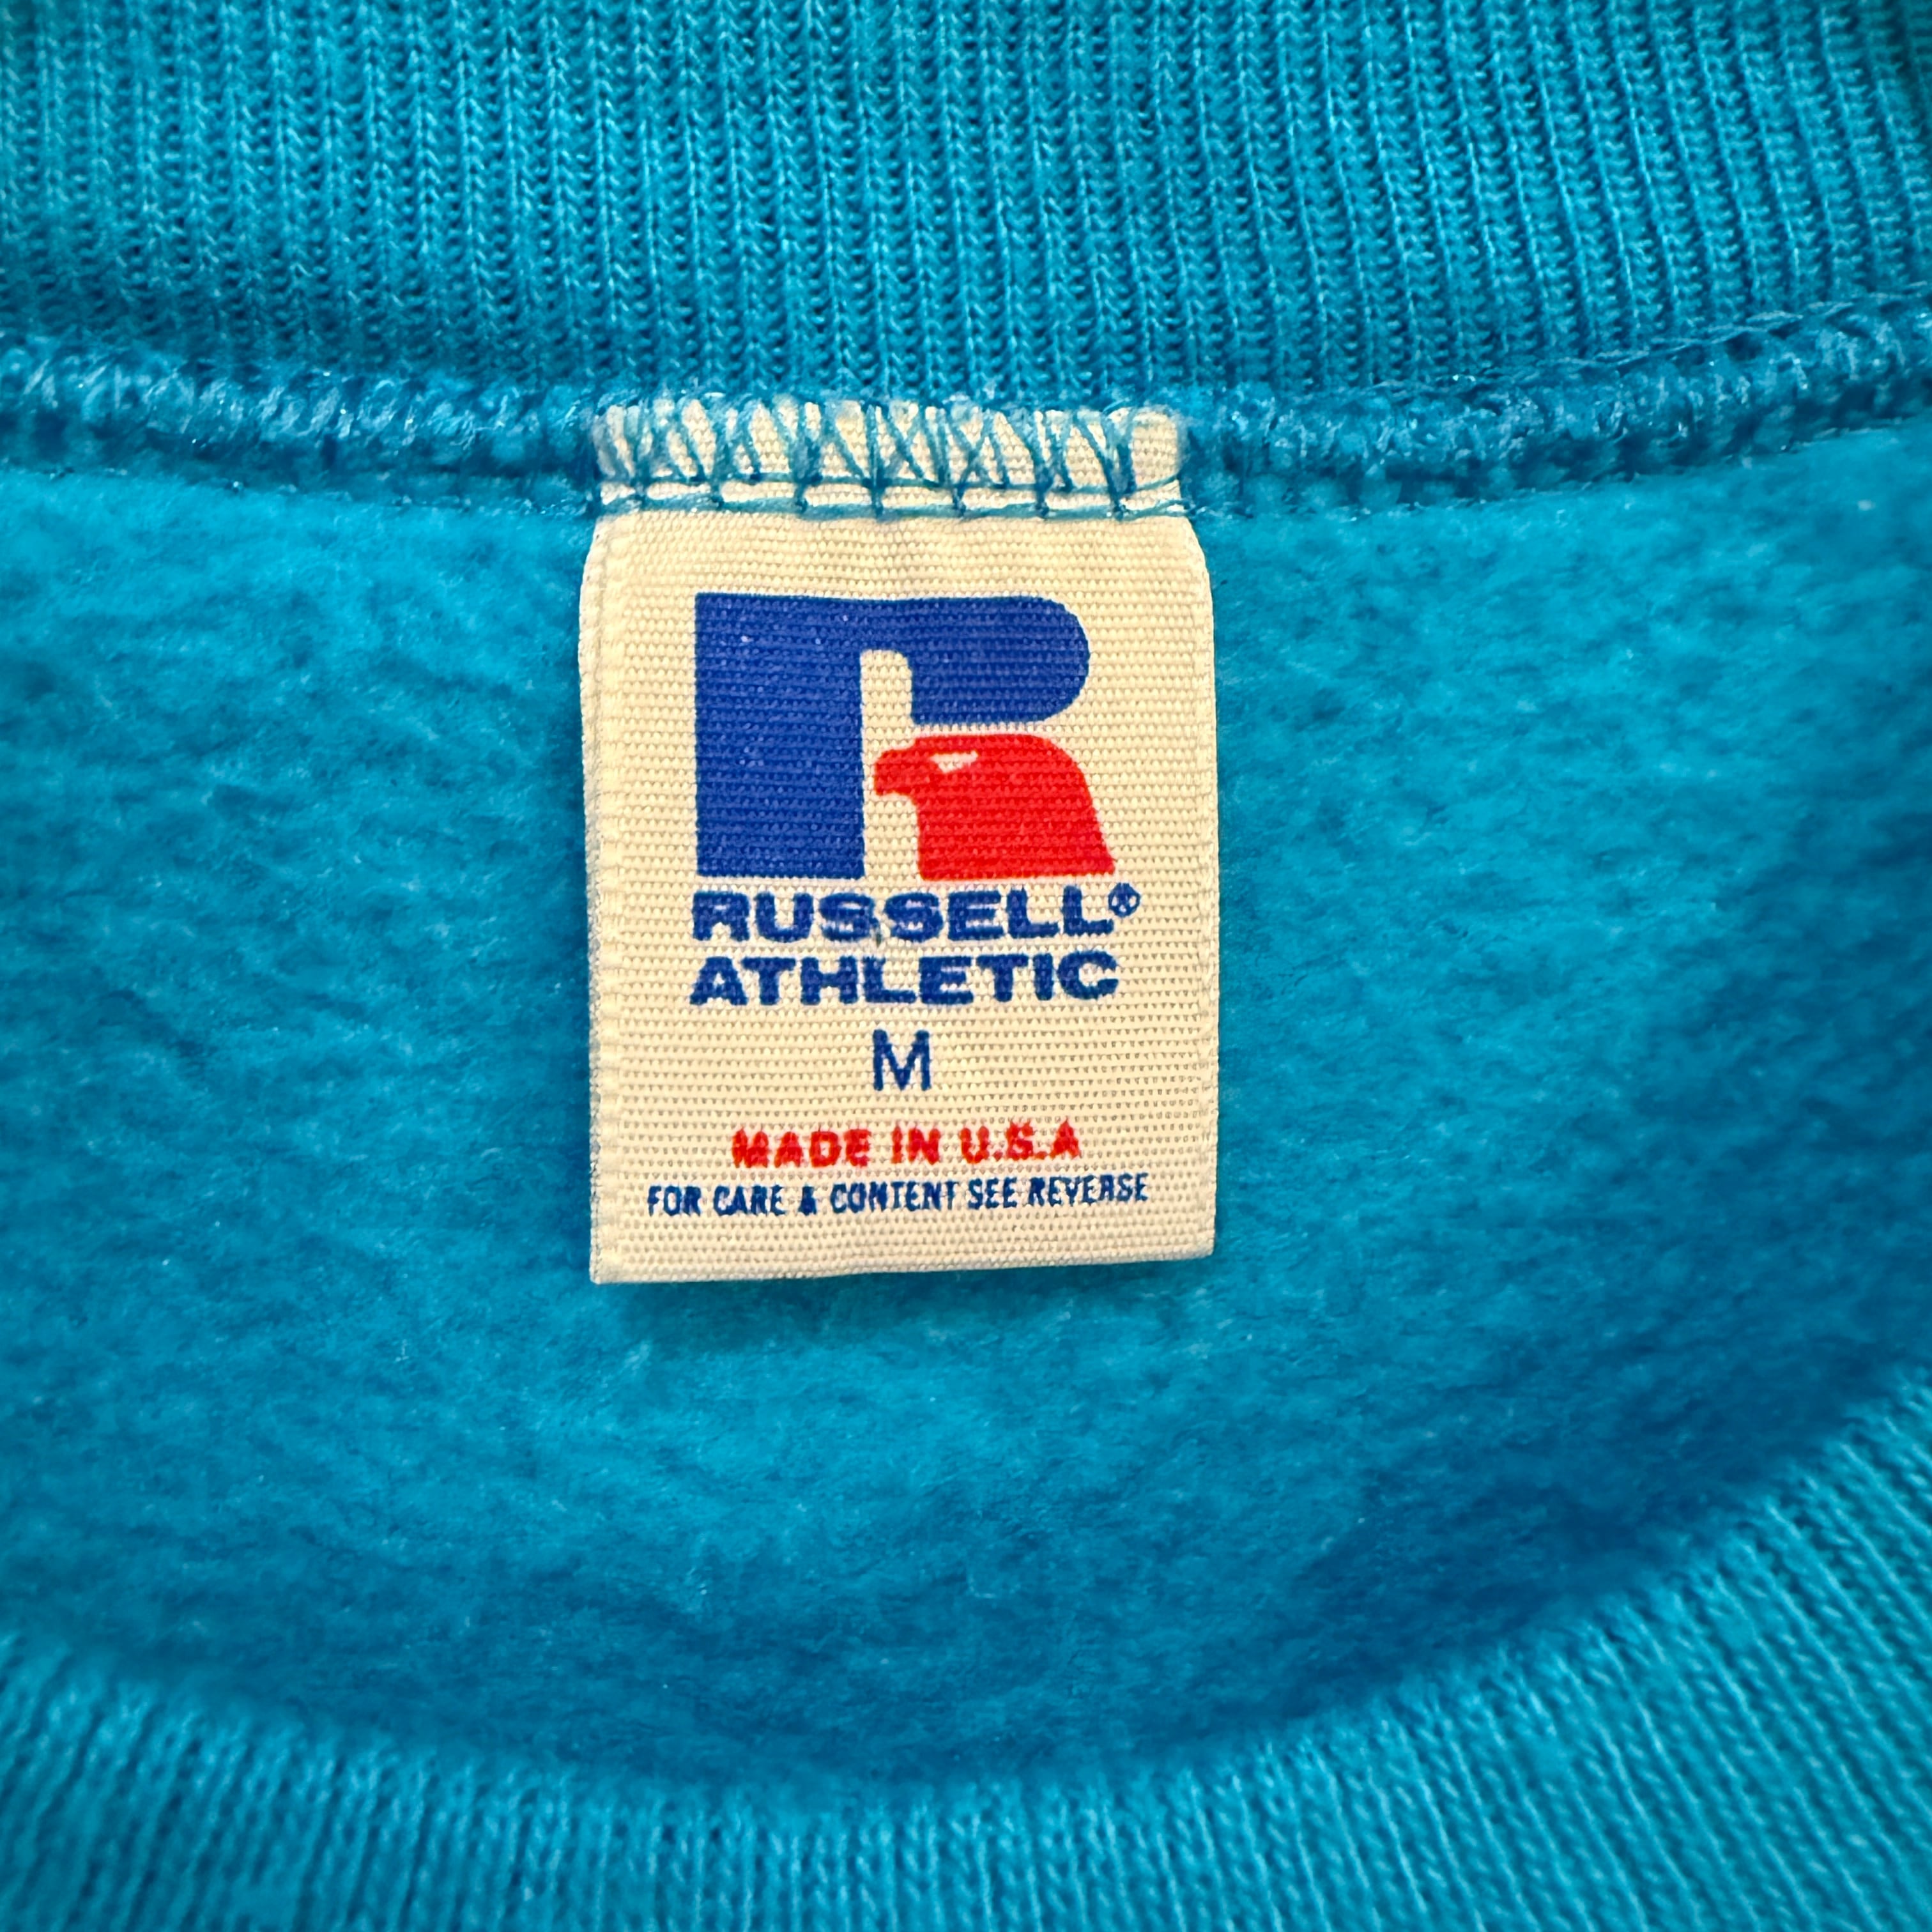 RUSSELL®
ATHLETIC
M
MADE IN U.S.A
FOR CARE & CONTENT SEE REVERSE